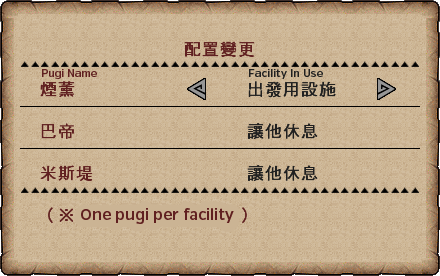 配置變更
Pugi Name Facility In Use
煙薰 出發用設施
巴帝 讓他休息
米斯堤 讓他休息
( ※ One pugi per facility )